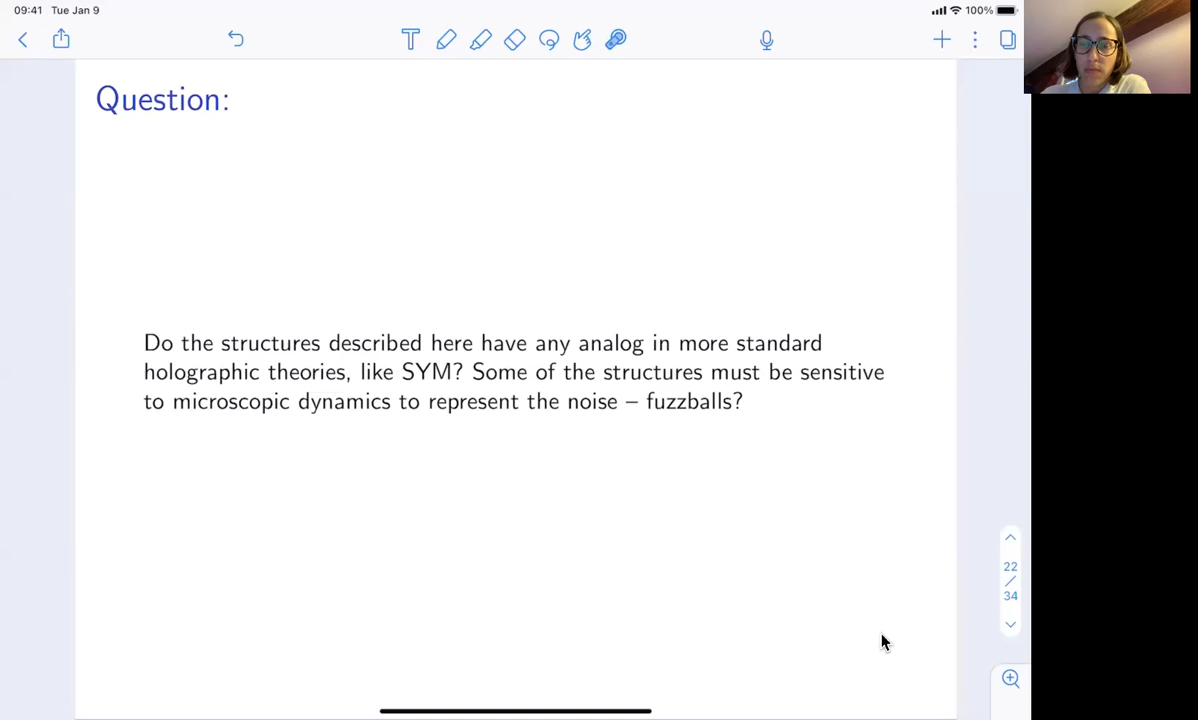 09:41 Tue Jan 9
100%
T
Question:
Do the structures described here have any analog in more standard
holographic theories, like SYM? Some of the structures must be sensitive
to microscopic dynamics to represent the noise – fuzzballs?
22
/
34